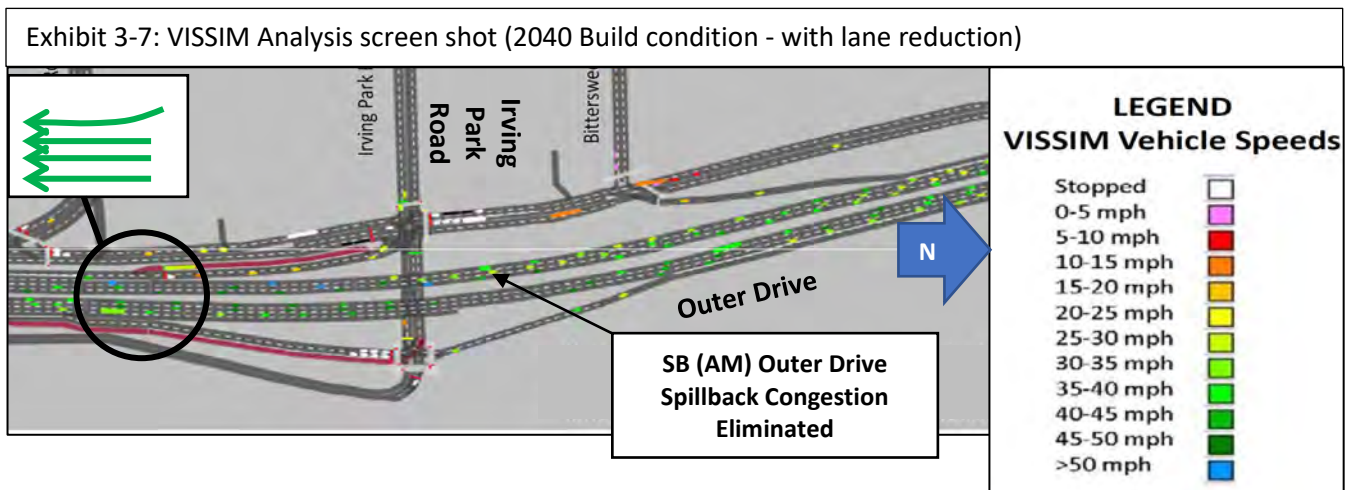 Exhibit 3-7: VISSIM Analysis screen shot (2040 Build condition - with lane reduction)
Irving Park
Irving
Park
Road
Bitterswee
N
Outer Drive
SB (AM) Outer Drive
Spillback Congestion
Eliminated
LEGEND
VISSIM Vehicle Speeds
Stopped
0-5 mph
5-10 mph
10-15 mph
15-20 mph
20-25 mph
25-30 mph
30-35 mph
35-40 mph
40-45 mph
45-50 mph
>50 mph